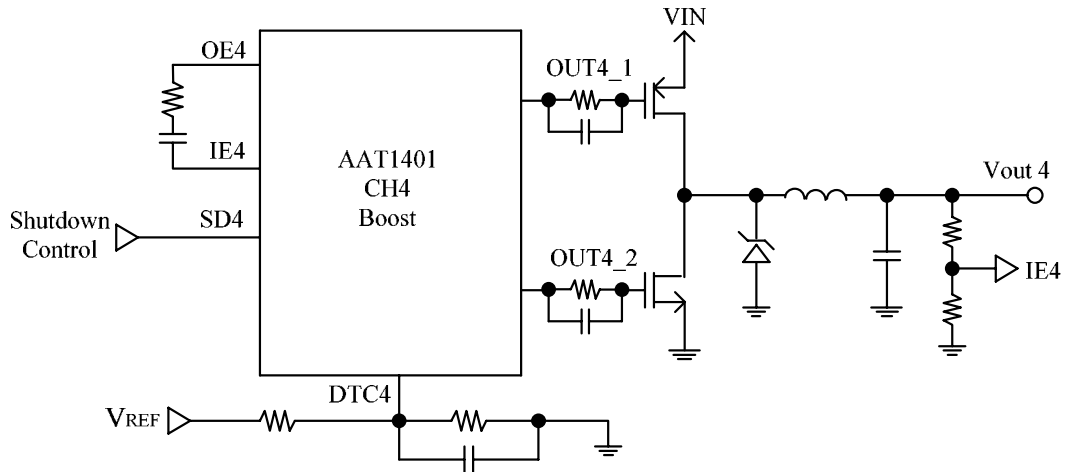 VIN
OE4
OUT4_1
IE4
AAT1401
CH4
Boost
Vout 4
Shutdown
Control
SD4
OUT4_2
IE4
DTC4
VREF